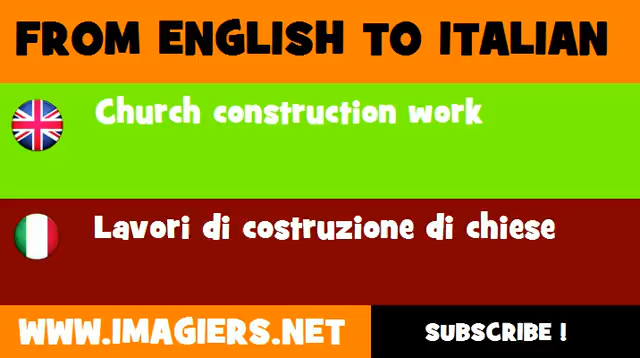 FROM ENGLISH TO ITALIAN
Church construction work
Lavori di costruzione di chiese
WWW.IMAGIERS.NET
SUBSCRIBE !